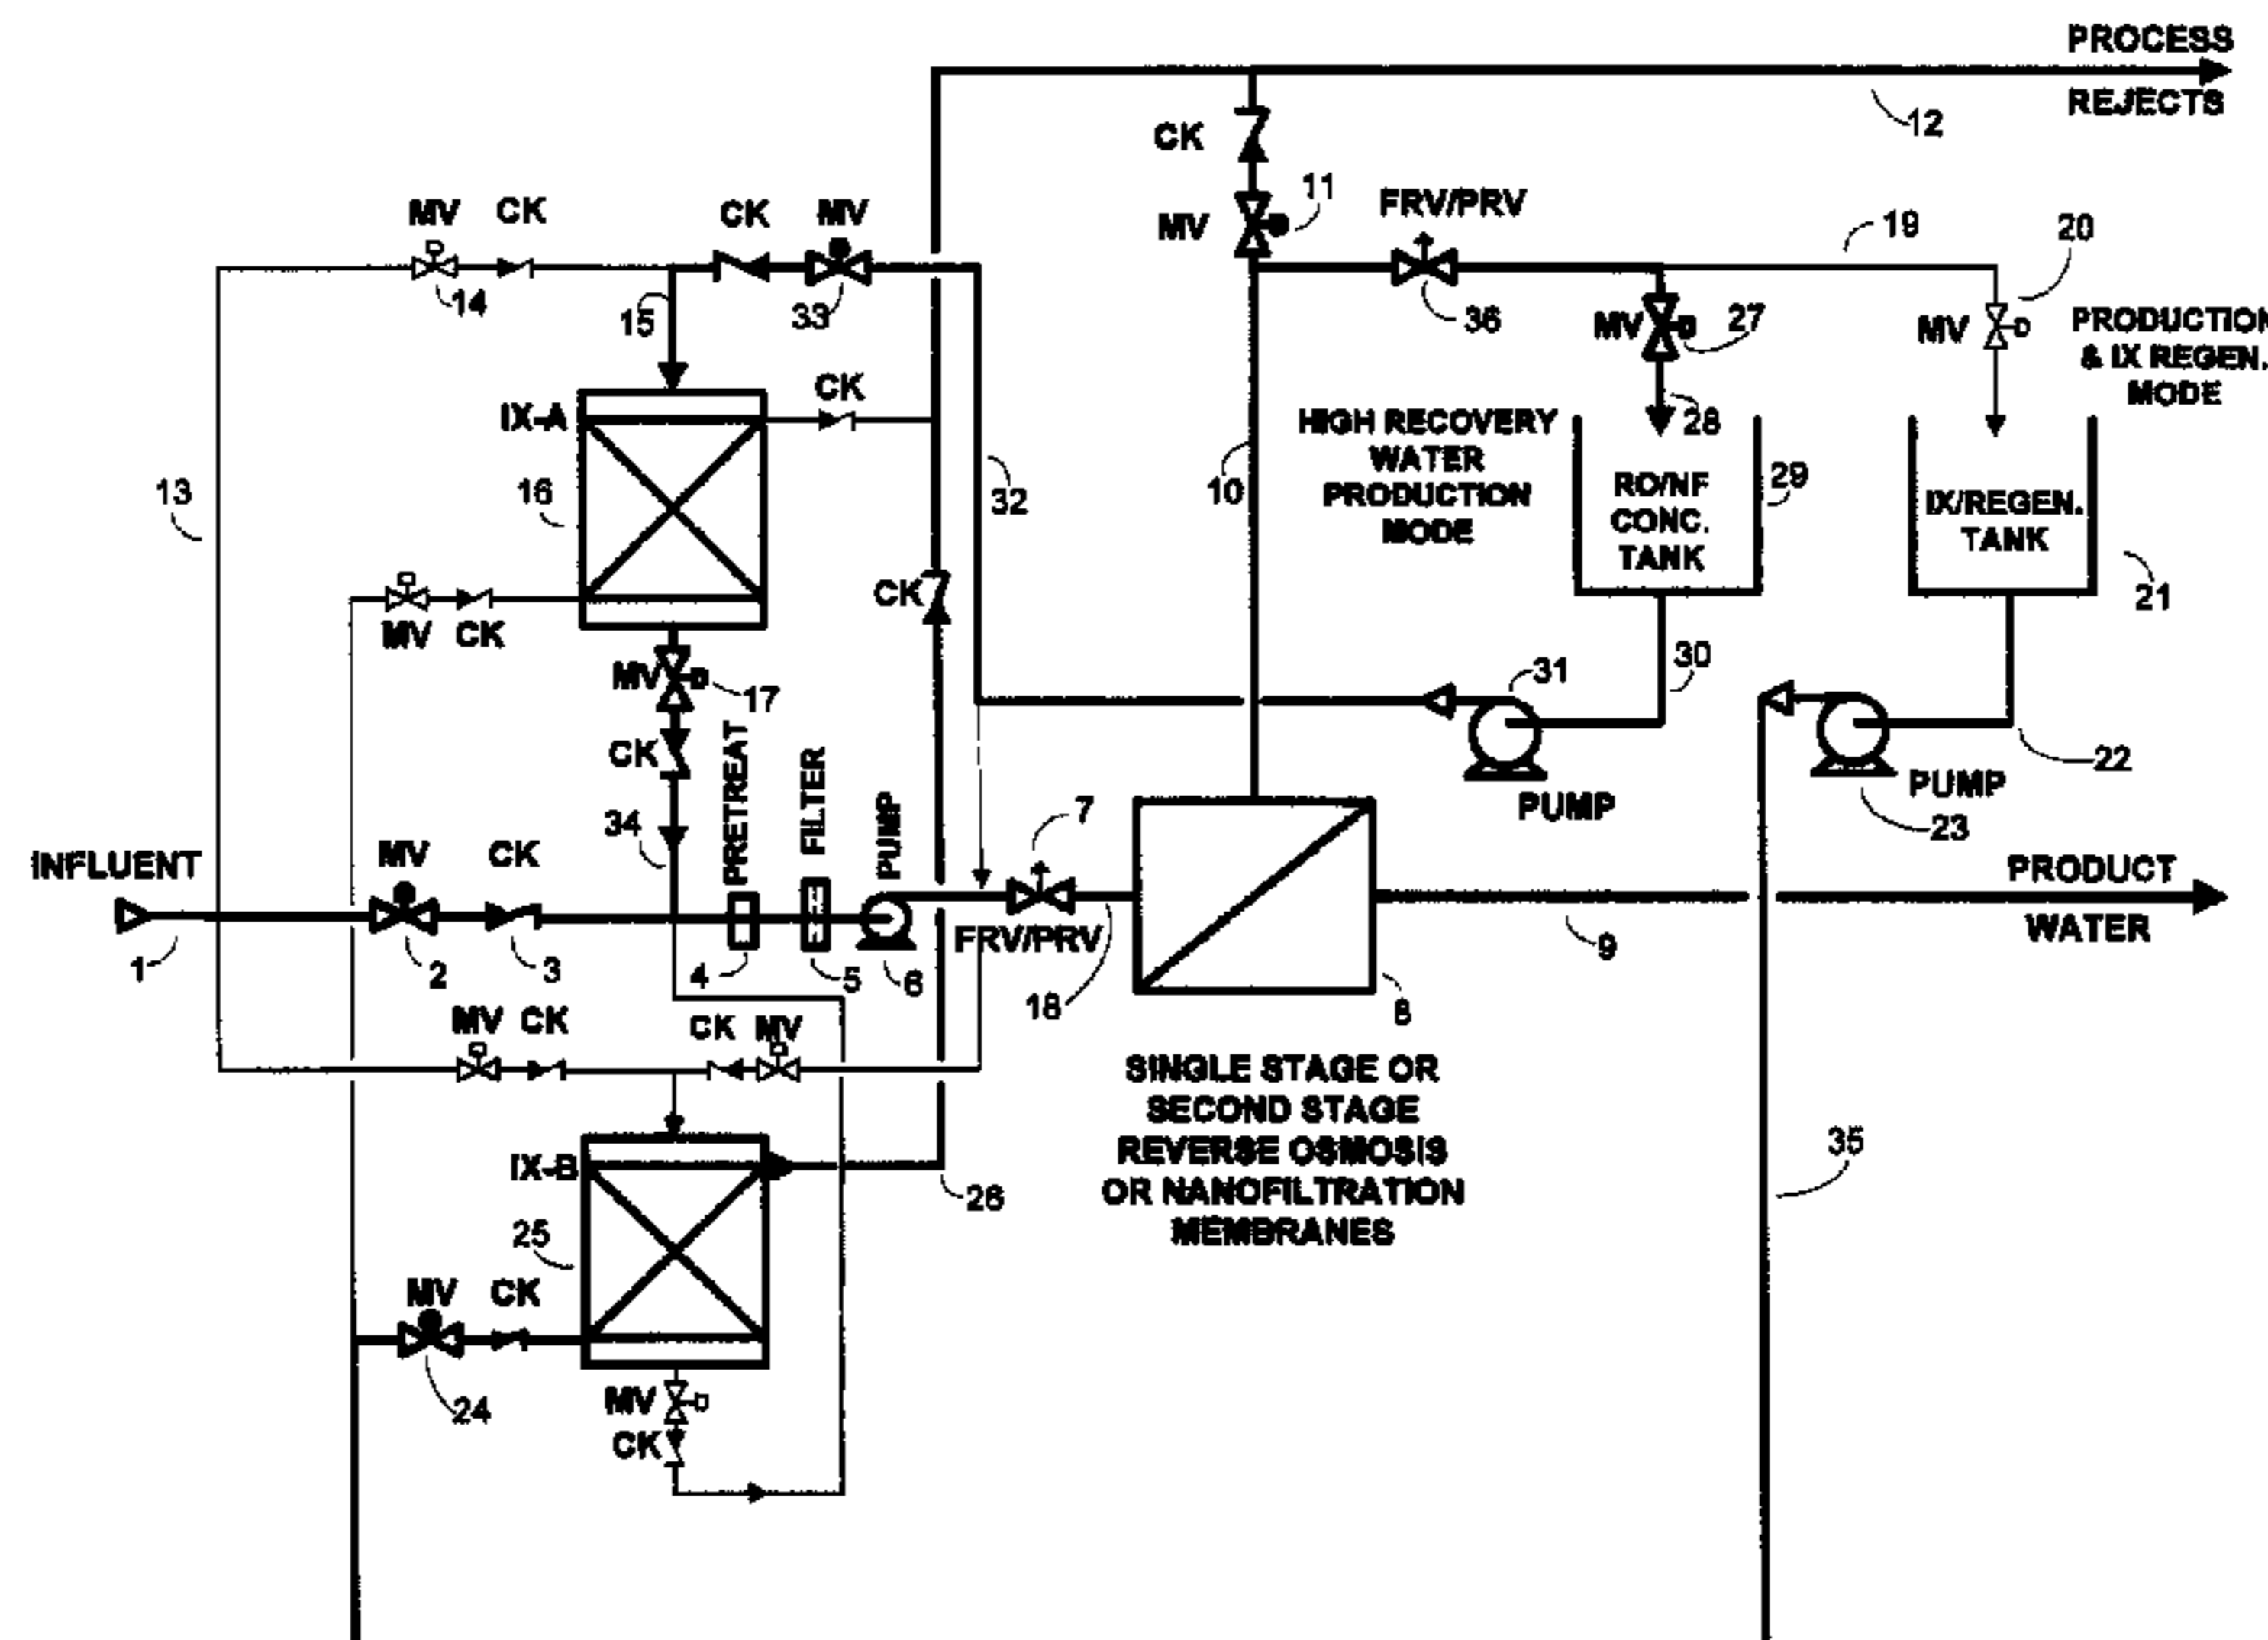 PROCESS
REJECTS
12
CK
11
MV
FRV/PRV
36
19
20
MV CK
14
CK MV
33
15
MV 27
28
MV
PRODUCTION
& IX REGEN.
MODE
IX-A
16
CK
13
32
10
HIGH RECOVERY
WATER
PRODUCTION
MODE
RO/NF
CONC.
TANK
29
IX/REGEN.
TANK
21
MV CK
CK
MV
17
CK
34
PRETREAT
FILTER
PUMP
7
31
30
PUMP
22
PUMP
23
INFLUENT
MV CK
1
2
3
4
5
6
FRV/PRV
18
8
9
PRODUCT
WATER
MV CK
CK MV
SINGLE STAGE OR
SECOND STAGE
REVERSE OSMOSIS
OR NANOFILTRATION
MEMBRANES
35
IX-B
25
26
MV CK
24
MV
CK